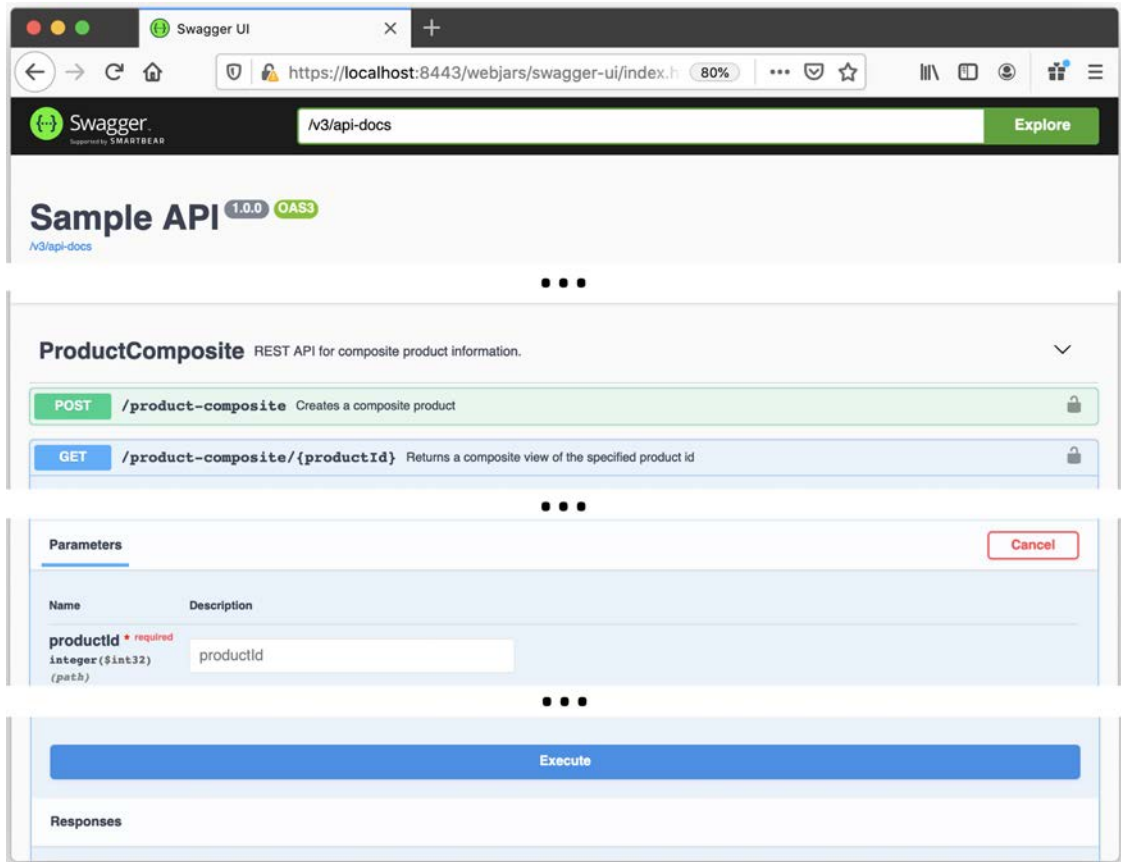 Swagger UI
https://localhost:8443/webjars/swagger-ui/index.h 80%
Swagger.
Supported by SMARTBEAR
/v3/api-docs
Explore
Sample API 1.0.0 OAS3
/v3/api-docs
...
ProductComposite REST API for composite product information.
POST /product-composite Creates a composite product
GET /product-composite/{productId} Returns a composite view of the specified product id
...
Parameters
Cancel
Name Description
productId * required
integer($int32)
(path)
productId
...
Execute
Responses